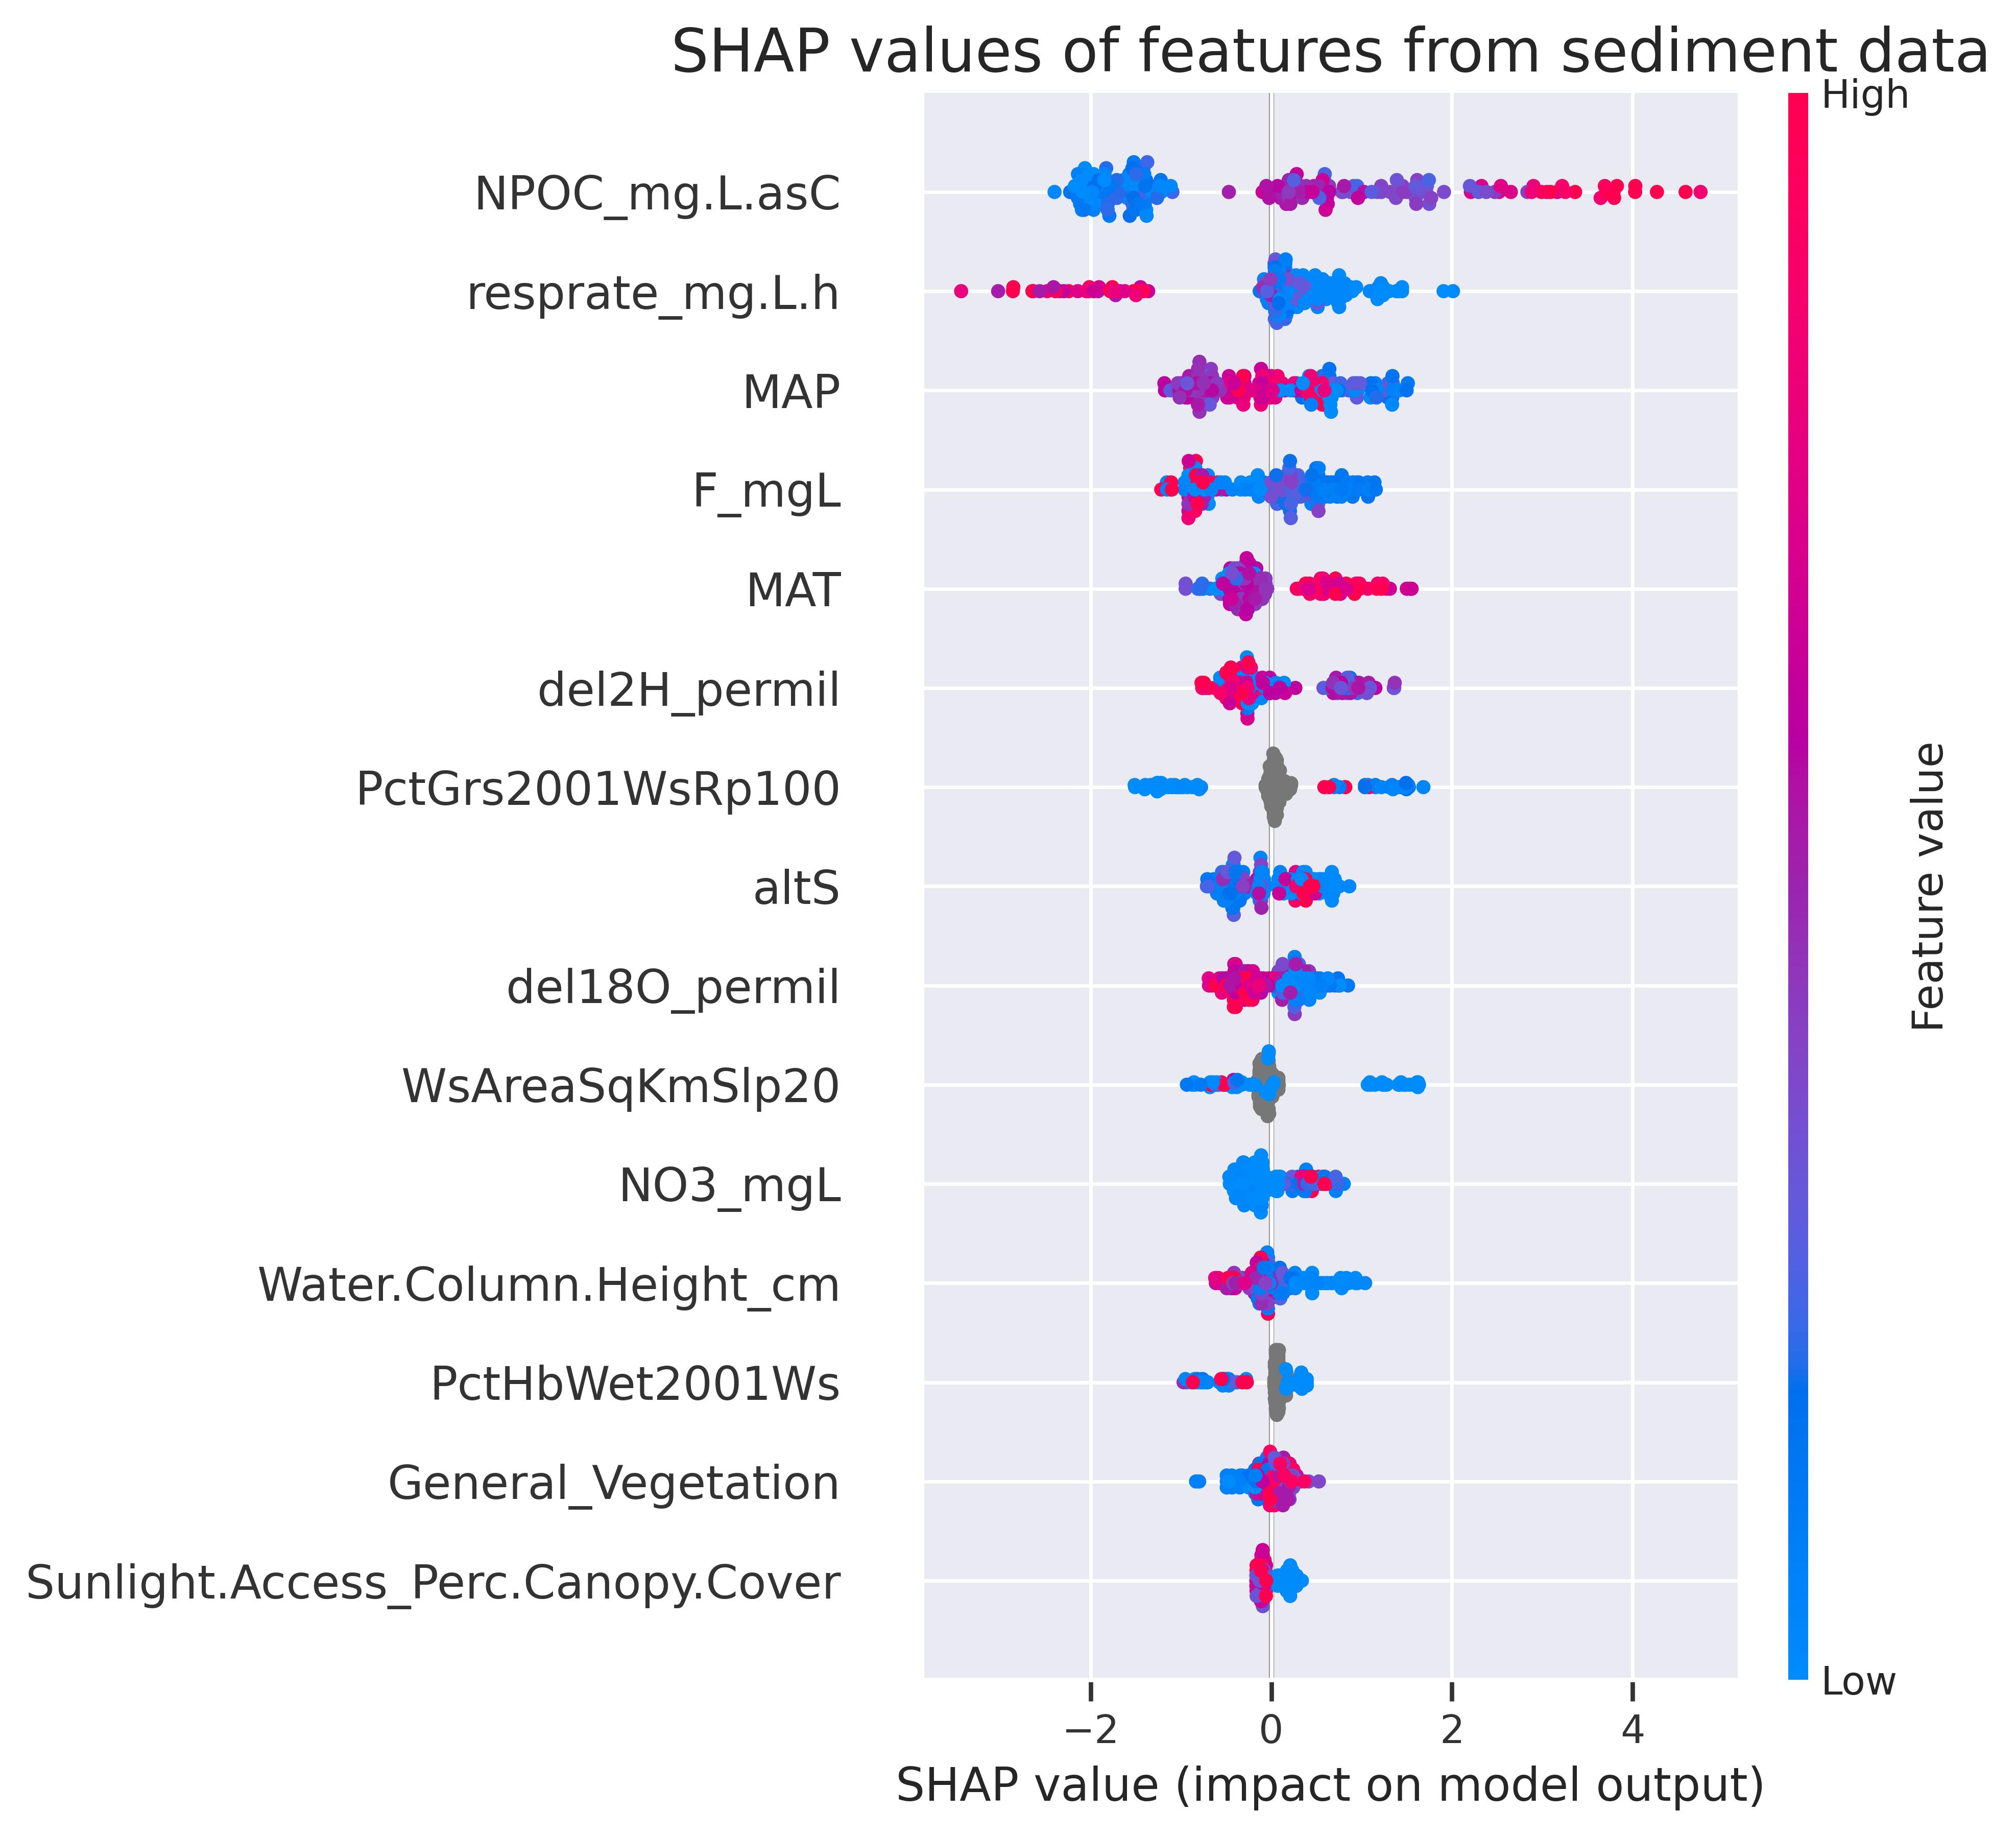 SHAP values of features from sediment data
High
NPOC_mg.L.asC
resprate_mg.L.h
MAP
F_mgL
MAT
del2H_permil
PctGrs2001WsRp100
altS
del18O_permil
WsAreaSqKmSlp20
NO3_mgL
Water.Column.Height_cm
PctHbWet2001Ws
General_Vegetation
Sunlight.Access_Perc.Canopy.Cover
Feature value
Low
−2 0 2 4
SHAP value (impact on model output)